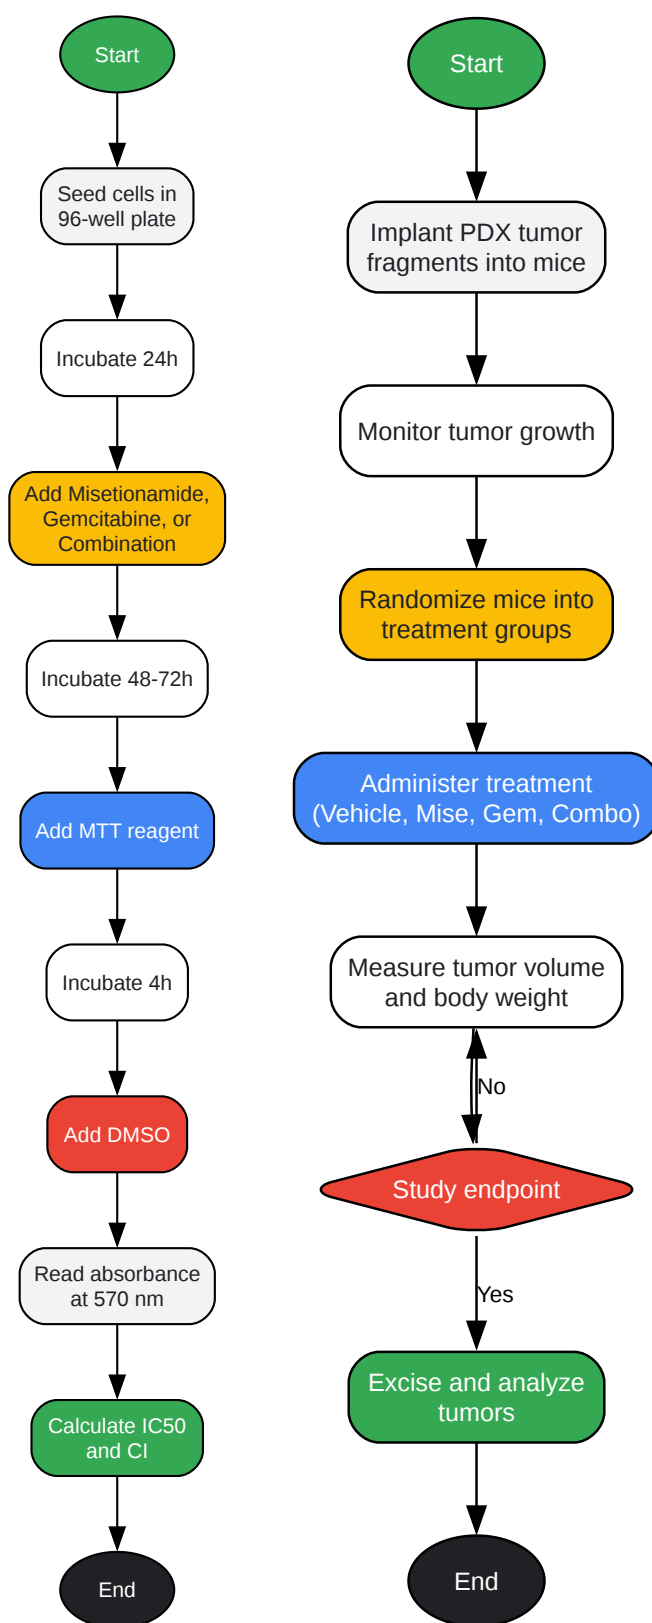 Start
Seed cells in
96-well plate
Incubate 24h
Add Misetionamide,
Gemcitabine, or
Combination
Incubate 48-72h
Add MTT reagent
Incubate 4h
Add DMSO
Read absorbance
at 570 nm
Calculate IC50
and CI
End
Start
Implant PDX tumor
fragments into mice
Monitor tumor growth
Randomize mice into
treatment groups
Administer treatment
(Vehicle, Mise, Gem, Combo)
Measure tumor volume
and body weight
No
Study endpoint
Yes
Excise and analyze
tumors
End